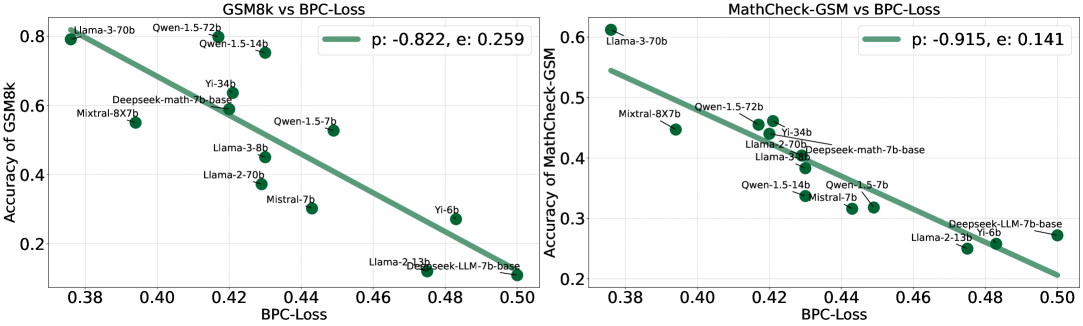 GSM8k vs BPC-Loss
p: -0.822, e: 0.259
Accuracy of GSM8k
0.8
0.6
0.4
0.2
Llama-3-70b
Qwen-1.5-72b
Qwen-1.5-14b
Yi-34b
Deepseek-math-7b-base
Mixtral-8X7b
Qwen-1.5-7b
Llama-3-8b
Llama-2-70b
Mistral-7b
Yi-6b
Llama-2-13b
Deepseek-LLM-7b-base
0.38 0.40 0.42 0.44 0.46 0.48 0.50
BPC-Loss
MathCheck-GSM vs BPC-Loss
p: -0.915, e: 0.141
Accuracy of MathCheck-GSM
0.6
0.5
0.4
0.3
0.2
Llama-3-70b
Qwen-1.5-72b
Mixtral-8X7b
Yi-34b
Llama-2-70b
Deepseek-math-7b-base
Llama-3-8b
Qwen-1.5-14b
Qwen-1.5-7b
Mistral-7b
Deepseek-LLM-7b-base
Yi-6b
Llama-2-13b
0.38 0.40 0.42 0.44 0.46 0.48 0.50
BPC-Loss